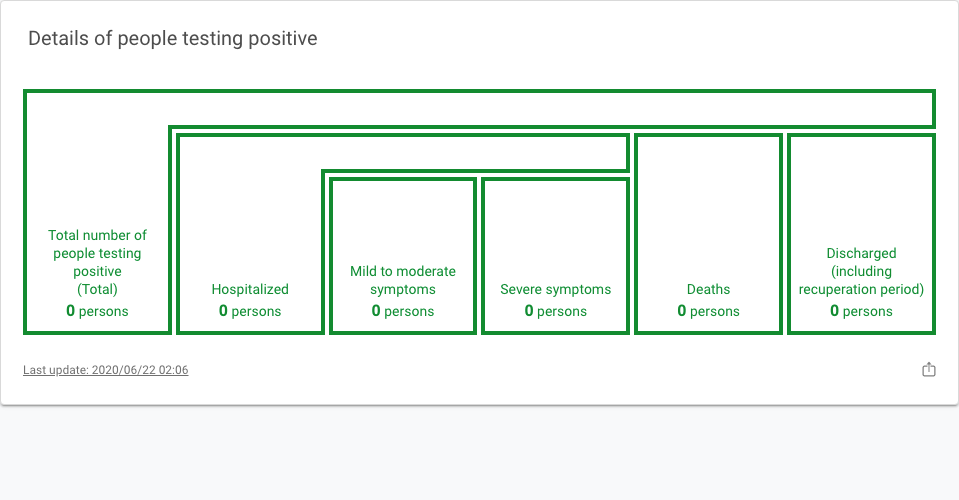 Details of people testing positive
Total number of
people testing
positive
(Total)
0 persons
Hospitalized
0 persons
Mild to moderate
symptoms
0 persons
Severe symptoms
0 persons
Deaths
0 persons
Discharged
(including
recuperation period)
0 persons
Last update: 2020/06/22 02:06